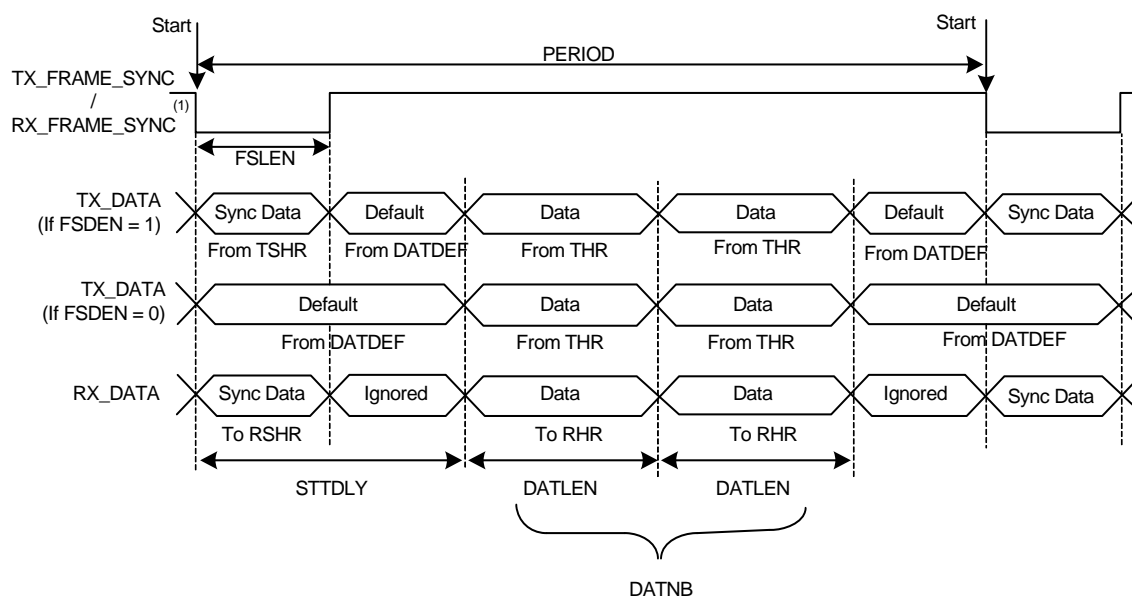 Start
Start
PERIOD
TX_FRAME_SYNC
/
(1)
RX_FRAME_SYNC
FSLEN
TX_DATA
(If FSDEN = 1)
Sync Data
Default
Data
Data
Default
Sync Data
From TSHR
From DATDEF
From THR
From THR
From DATDEF
TX_DATA
(If FSDEN = 0)
Default
Data
Data
Default
From DATDEF
From THR
From THR
From DATDEF
RX_DATA
Sync Data
Ignored
Data
Data
Ignored
Sync Data
To RSHR
To RHR
To RHR
STTDLY
DATLEN
DATLEN
DATNB